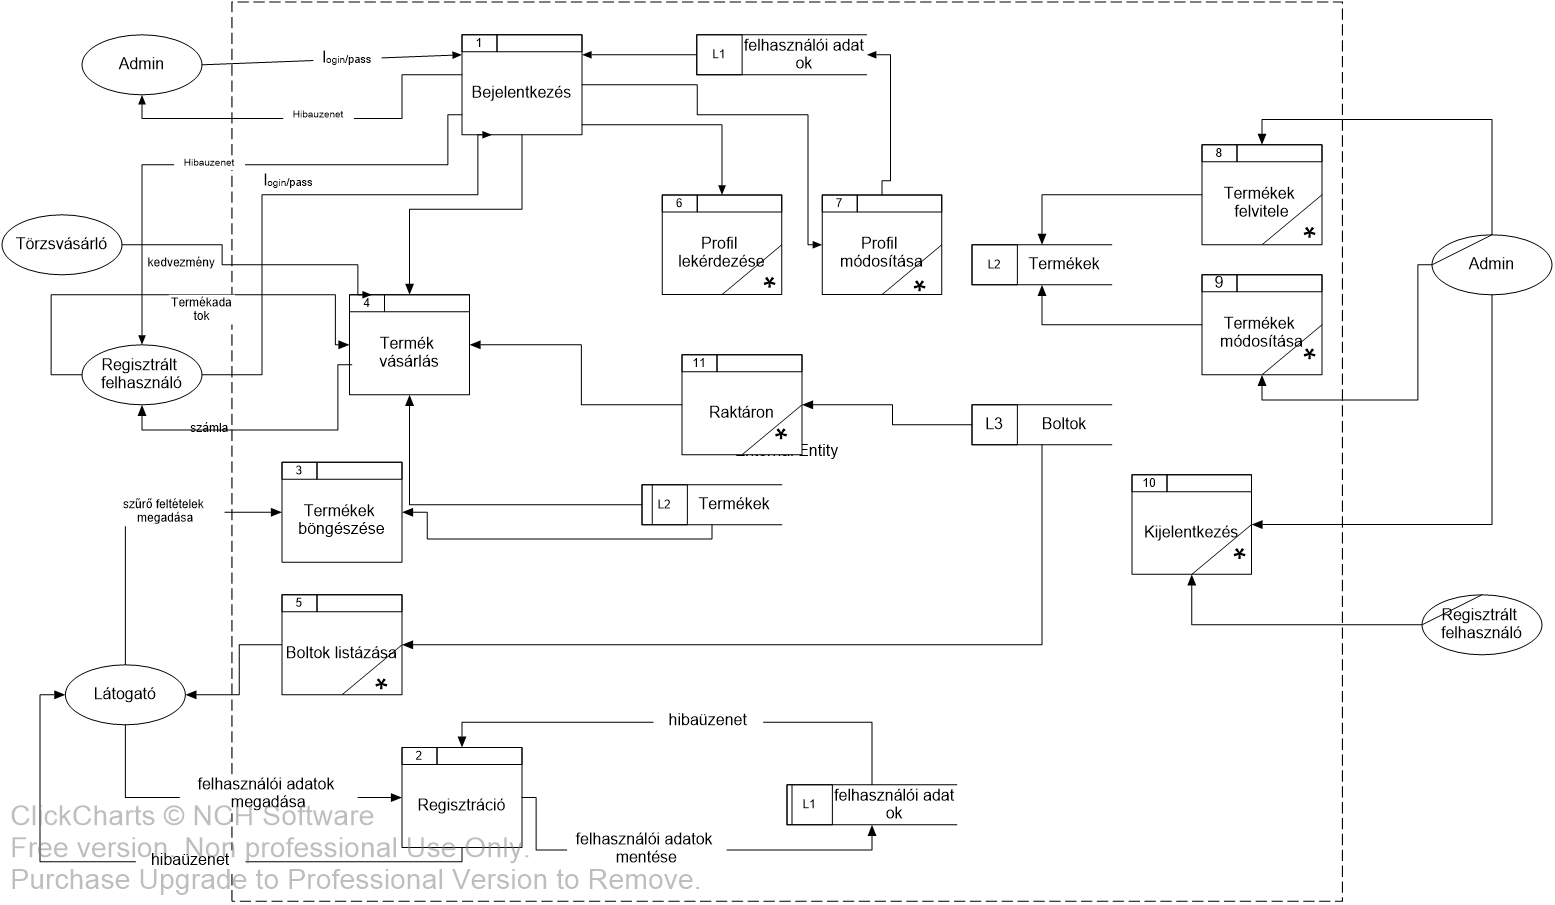 1
Admin
login/pass
L1
felhasználói adat
ok
Bejelentkezés
Hibauzenet
Hibauzenet
login/pass
8
Termékek
felvitele
*
6
Profil
lekérdezése
*
7
Profil
módosítása
*
Törzsvásárló
kedvezmény
L2
Termékek
Admin
9
Termékek
módosítása
*
Termékada
tok
4
Termék
vásárlás
Regisztrált
felhasználó
11
Raktáron
*
External Entity
L3
Boltok
számla
3
Termékek
böngészése
szűrő feltételek
megadása
L2
Termékek
10
Kijelentkezés
*
5
Boltok listázása
*
Regisztrált
felhasználó
Látogató
hibaüzenet
2
Regisztráció
felhasználói adatok
megadása
L1
felhasználói adat
ok
felhasználói adatok
mentése
hibaüzenet
ClickCharts © NCH Software
Free version. Non professional Use Only.
Purchase Upgrade to Professional Version to Remove.